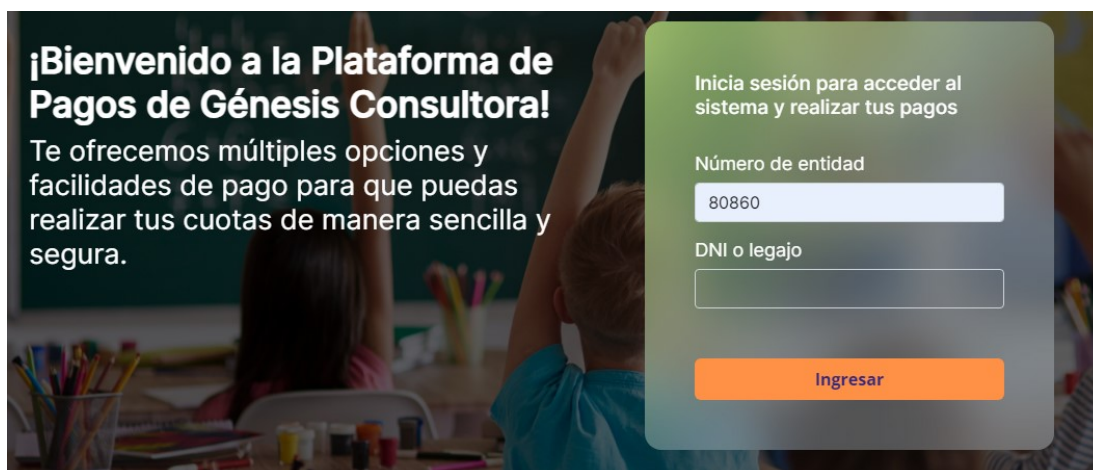 ¡Bienvenido a la Plataforma de
Pagos de Génesis Consultora!
Te ofrecemos múltiples opciones y
facilidades de pago para que puedas
realizar tus cuotas de manera sencilla y
segura.
Inicia sesión para acceder al
sistema y realizar tus pagos
Número de entidad
80860
DNI o legajo
Ingresar